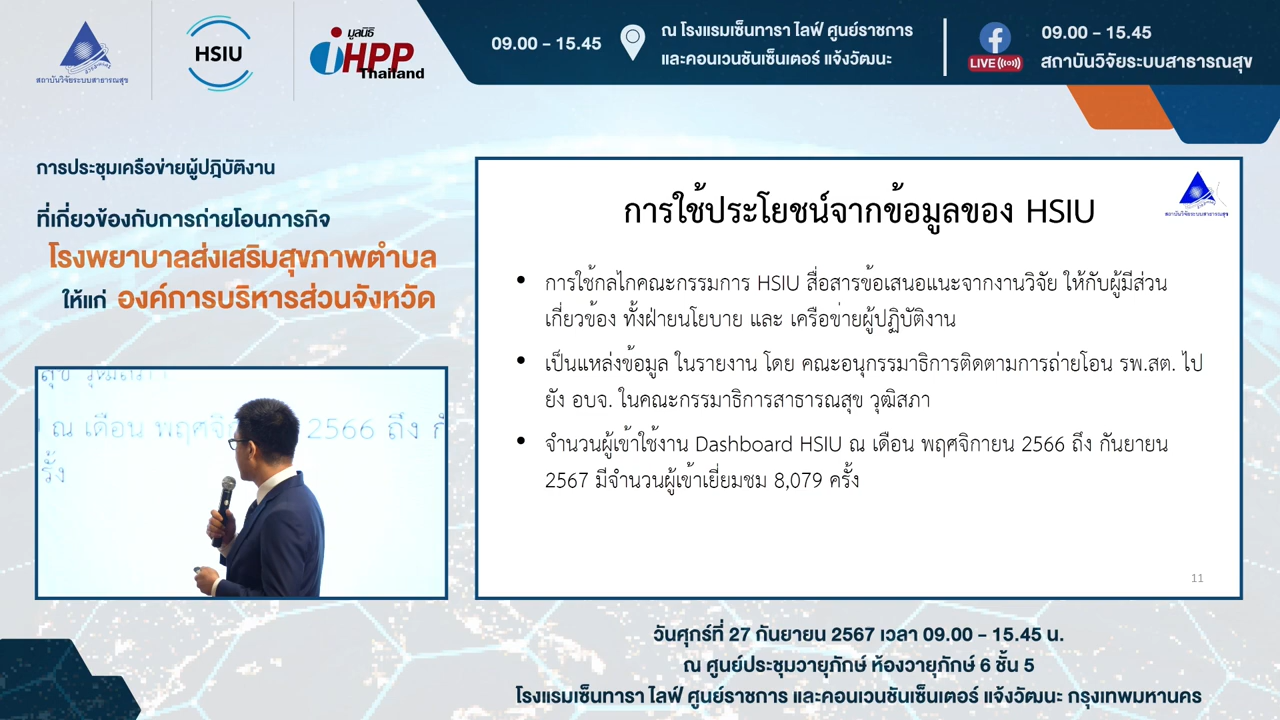 สถาบันวิจัยระบบสาธารณสุข
HSIU
มูลนิธิ
iHPP
Thailand
09.00 - 15.45
ณ โรงแรมเซ็นทารา ไลฟ์ ศูนย์ราชการ
และคอนเวนชันเซ็นเตอร์ แจ้งวัฒนะ
LIVE
09.00 - 15.45
สถาบันวิจัยระบบสาธารณสุข
การประชุมเครือข่ายผู้ปฏิบัติงาน
ที่เกี่ยวข้องกับการถ่ายโอนภารกิจ
โรงพยาบาลส่งเสริมสุขภาพตำบล
ให้แก่ องค์การบริหารส่วนจังหวัด
ณ เดือน พฤศจิ 2566 ถึง กั
รั้ง
สถาบันวิจัยระบบสาธารณสุข
การใช้ประโยชน์จากข้อมูลของ HSIU
• การใช้กลไกคณะกรรมการ HSIU สื่อสารข้อเสนอแนะจากงานวิจัย ให้กับผู้มีส่วน
เกี่ยวข้อง ทั้งฝ่ายนโยบาย และ เครือข่ายผู้ปฏิบัติงาน
• เป็นแหล่งข้อมูล ในรายงาน โดย คณะอนุกรรมาธิการติดตามการถ่ายโอน รพ.สต. ไป
ยัง อบจ. ในคณะกรรมาธิการสาธารณสุข วุฒิสภา
• จำนวนผู้เข้าใช้งาน Dashboard HSIU ณ เดือน พฤศจิกายน 2566 ถึง กันยายน
2567 มีจำนวนผู้เข้าเยี่ยมชม 8,079 ครั้ง
11
วันศุกร์ที่ 27 กันยายน 2567 เวลา 09.00 - 15.45 น.
ณ ศูนย์ประชุมวายุภักษ์ ห้องวายุภักษ์ 6 ชั้น 5
โรงแรมเซ็นทารา ไลฟ์ ศูนย์ราชการ และคอนเวนชันเซ็นเตอร์ แจ้งวัฒนะ กรุงเทพมหานคร